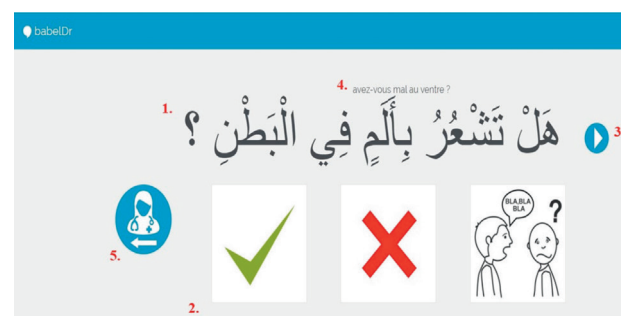 babelDr
4. avez-vous mal au ventre ?
1. هَلْ تَشْعُرُ بِأَلَمٍ فِي الْبَطْنِ ؟
3
BLA,BLA
BLA
?
5.
2.